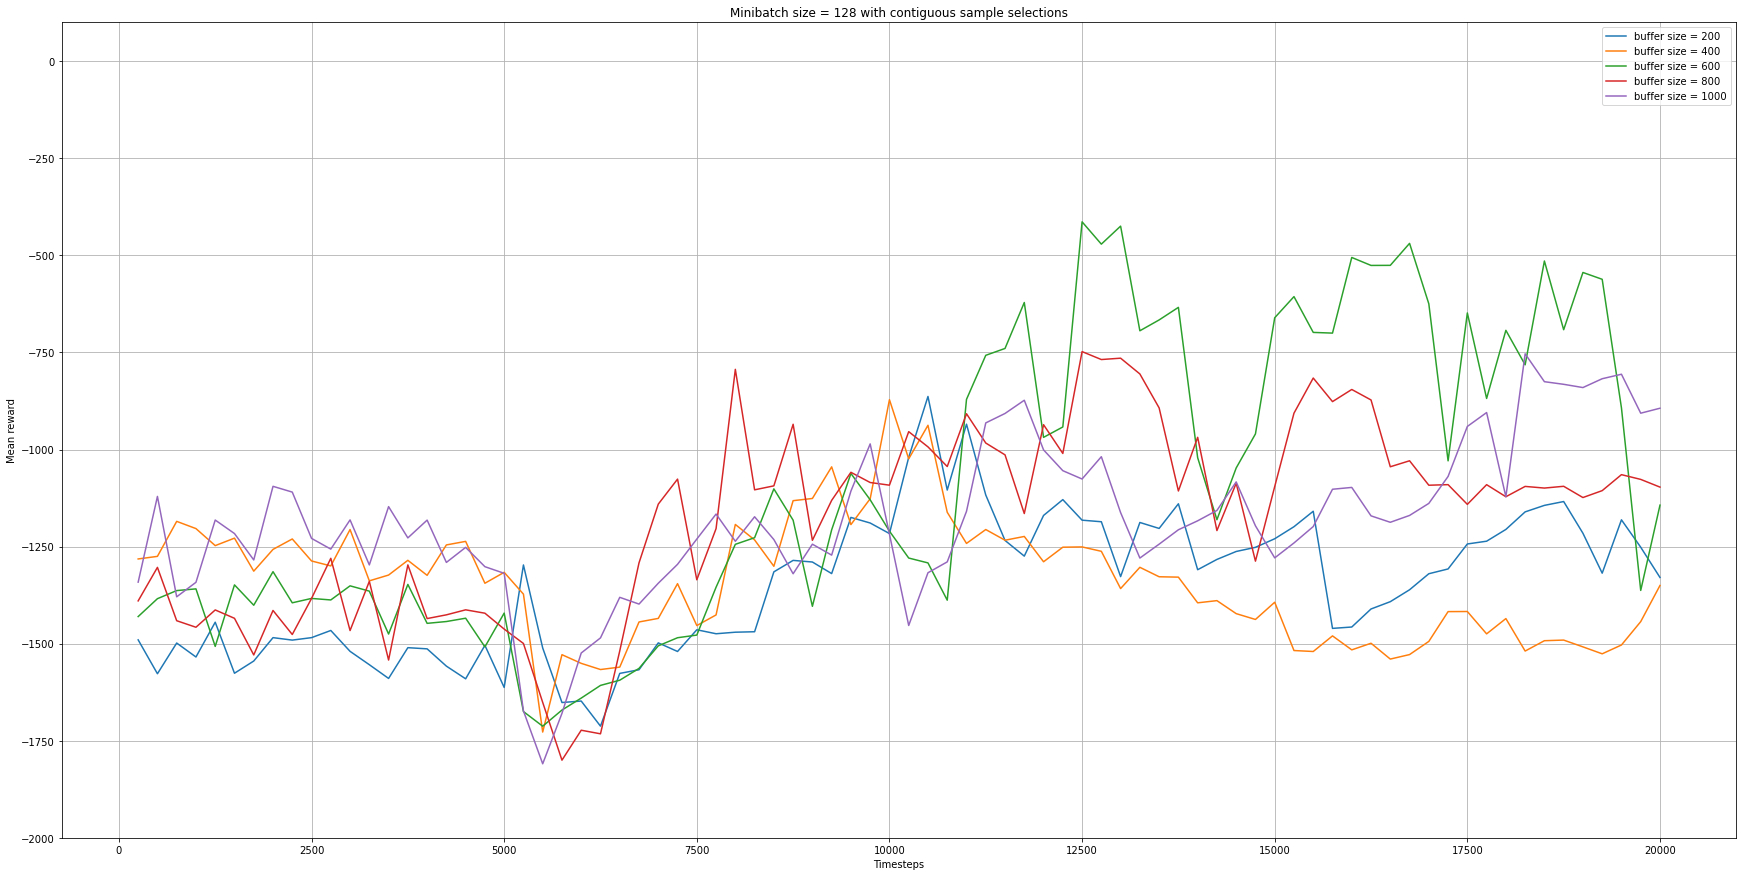 Minibatch size = 128 with contiguous sample selections
buffer size = 200
buffer size = 400
buffer size = 600
buffer size = 800
buffer size = 1000
0
−250
−500
−750
−1000
−1250
−1500
−1750
−2000
Mean reward
0
2500
5000
7500
10000
12500
15000
17500
20000
Timesteps